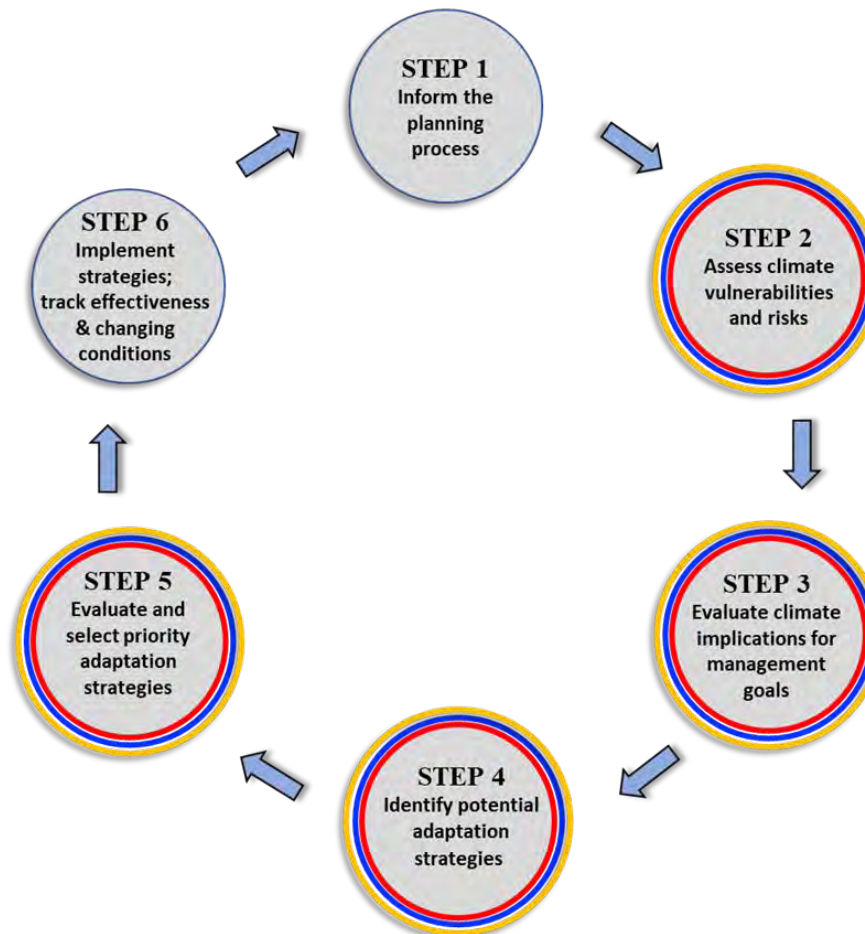 STEP 1
Inform the
planning
process
STEP 2
Assess climate
vulnerabilities
and risks
STEP 3
Evaluate climate
implications for
management
goals
STEP 4
Identify potential
adaptation
strategies
STEP 5
Evaluate and
select priority
adaptation
strategies
STEP 6
Implement
strategies;
track effectiveness
& changing
conditions